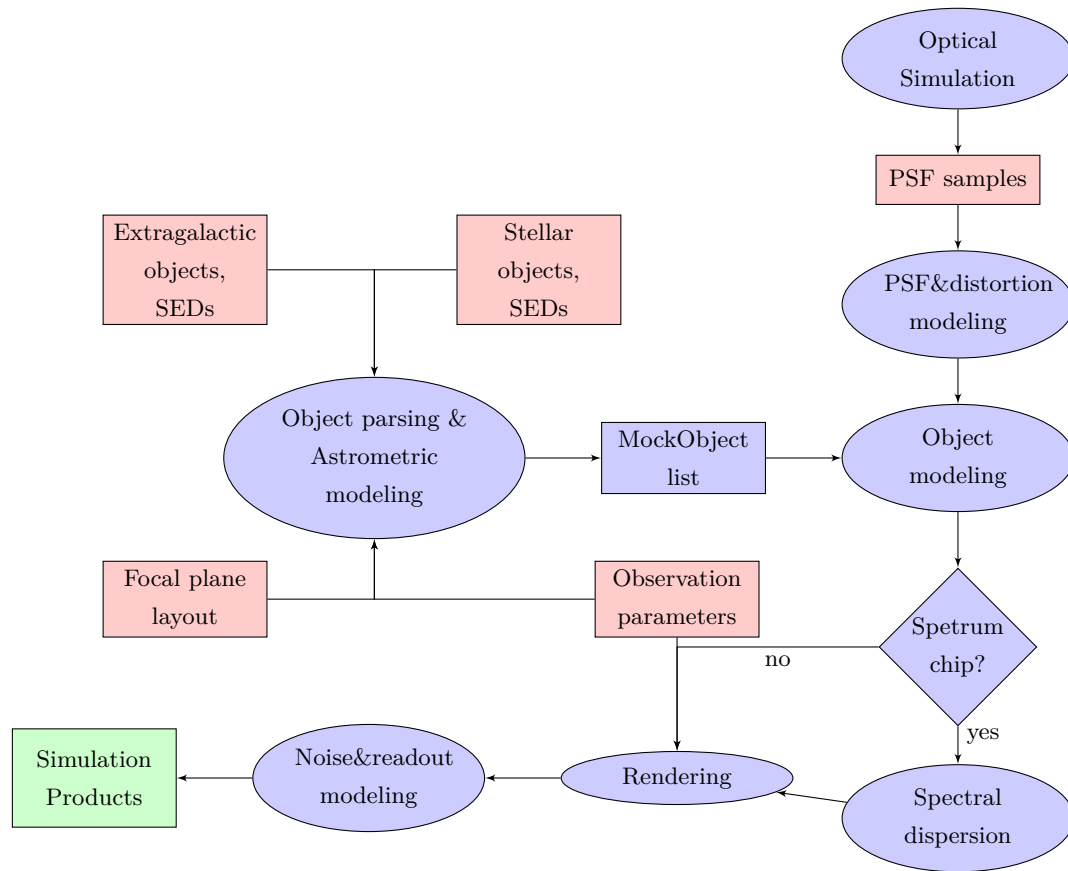 Optical
Simulation
PSF samples
Extragalactic
objects,
SEDs
Stellar
objects,
SEDs
PSF&distortion
modeling
Object parsing &
Astrometric
modeling
MockObject
list
Object
modeling
Focal plane
layout
Observation
parameters
Spetrum
chip?
no
yes
Simulation
Products
Noise&readout
modeling
Rendering
Spectral
dispersion